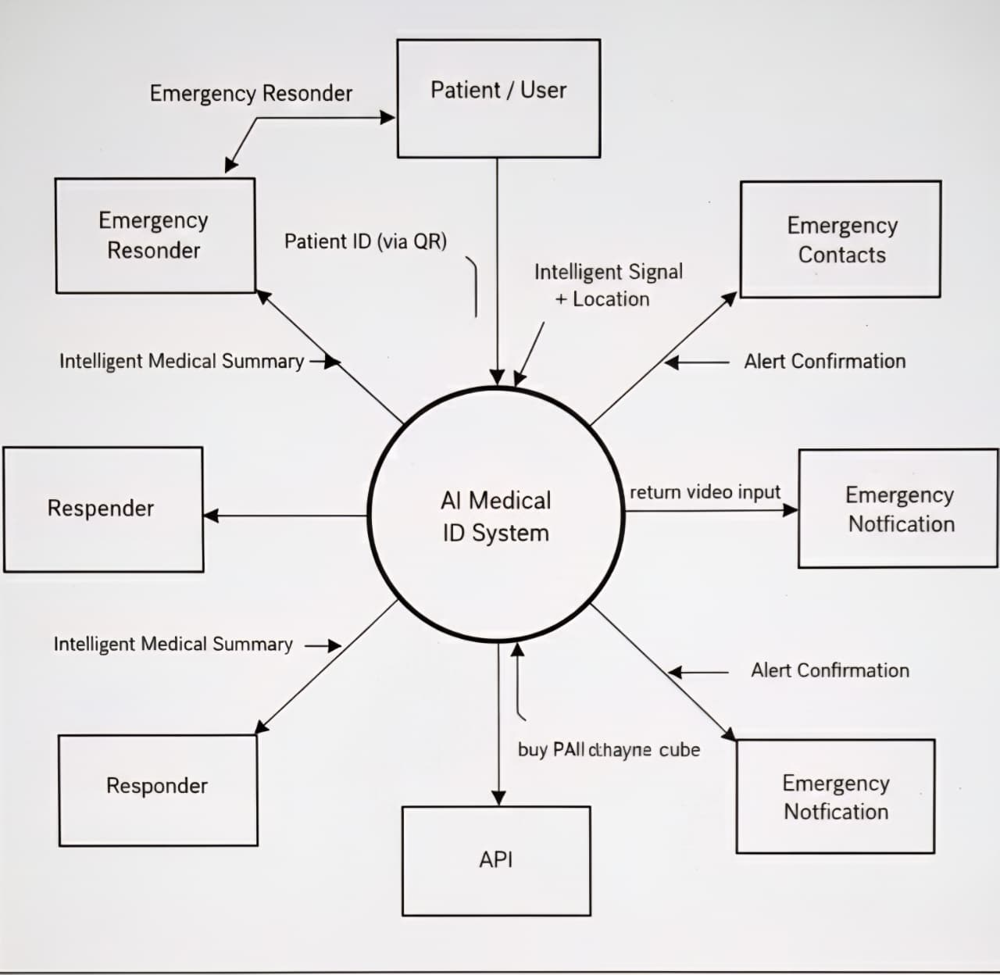 Patient / User
Emergency Resonder
Emergency
Resonder
Patient ID (via QR)
Emergency
Contacts
Intelligent Signal
+ Location
Intelligent Medical Summary
Alert Confirmation
Respender
AI Medical
ID System
return video input
Emergency
Notfication
Intelligent Medical Summary
Alert Confirmation
buy PAII cube
Responder
Emergency
Notfication
API